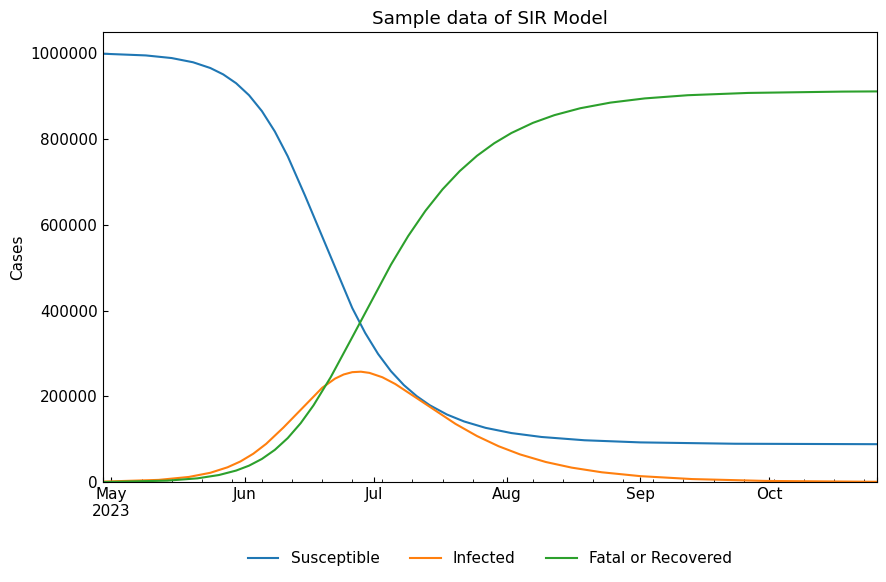 Sample data of SIR Model
1000000
800000
600000
400000
200000
0
Cases
May
2023
Jun
Jul
Aug
Sep
Oct
Susceptible
Infected
Fatal or Recovered